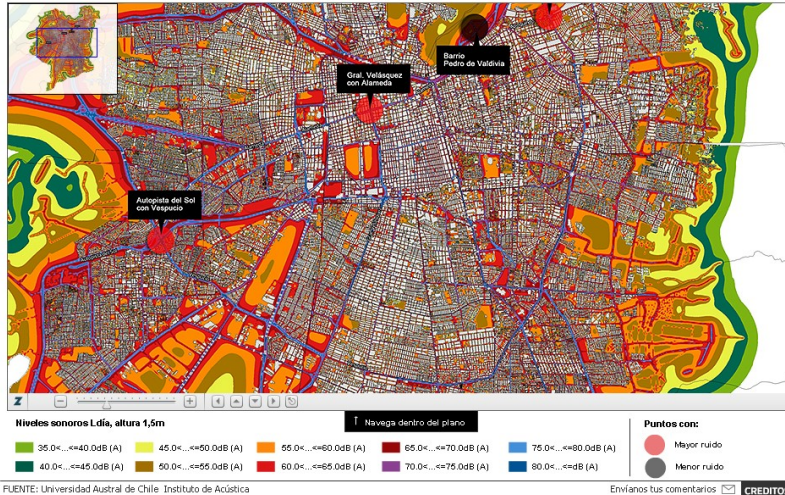 Barrio
Pedro de Valdivia
Gral. Velásquez
con Alameda
Autopista del Sol
con Vespucio
Z
Niveles sonoros Ldía, altura 1,5m
Navega dentro del plano
Puntos con:
35.0<...<=40.0dB (A)
45.0<...<=50.0dB (A)
55.0<...<=60.0dB (A)
65.0<...<=70.0dB (A)
75.0<...<=80.0dB (A)
Mayor ruido
40.0<...<=45.0dB (A)
50.0<...<=55.0dB (A)
60.0<...<=65.0dB (A)
70.0<...<=75.0dB (A)
80.0<...<=dB (A)
Menor ruido
FUENTE: Universidad Austral de Chile Instituto de Acústica
Envíanos tus comentarios
CREDITO